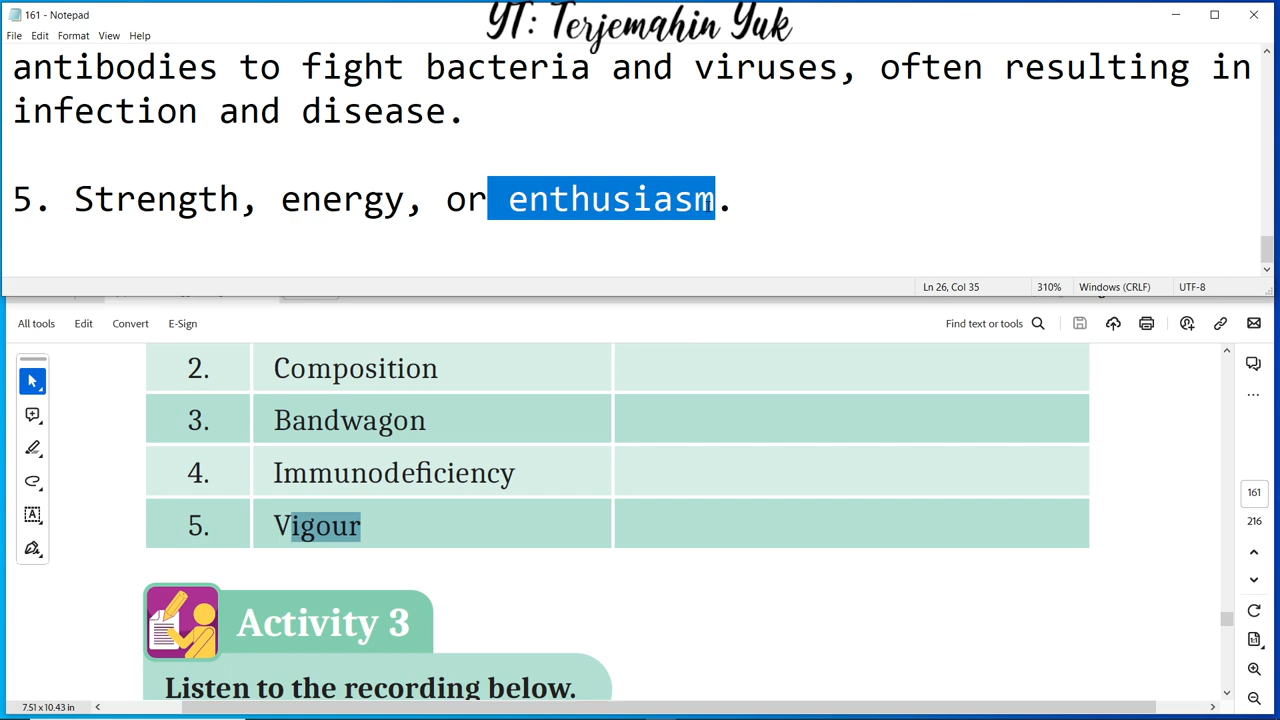 161 - Notepad
YT: Terjemahin Yuk
File Edit Format View Help
antibodies to fight bacteria and viruses, often resulting in
infection and disease.
5. Strength, energy, or enthusiasm.
Ln 26, Col 35 310% Windows (CRLF) UTF-8
All tools Edit Convert E-Sign Find text or tools
2. Composition
3. Bandwagon
4. Immunodeficiency
5. Vigour
161
216
Activity 3
Listen to the recording below.
7.51 x 10.43 in